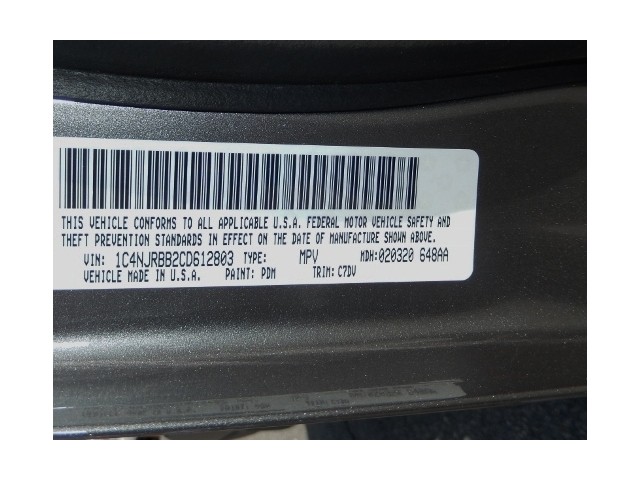 THIS VEHICLE CONFORMS TO ALL APPLICABLE U.S.A. FEDERAL MOTOR VEHICLE SAFETY AND
THEFT PREVENTION STANDARDS IN EFFECT ON THE DATE OF MANUFACTURE SHOWN ABOVE.
VIN: 1C4NJRBB2CD612803 TYPE: MPV MDH:020320 648AA
VEHICLE MADE IN U.S.A. PAINT: PDM TRIM: C7DV